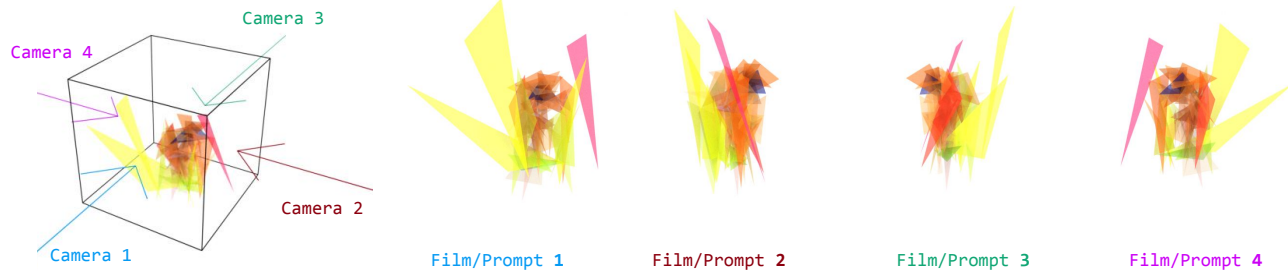 Camera 3
Camera 4
Camera 2
Camera 1
Film/Prompt 1
Film/Prompt 2
Film/Prompt 3
Film/Prompt 4